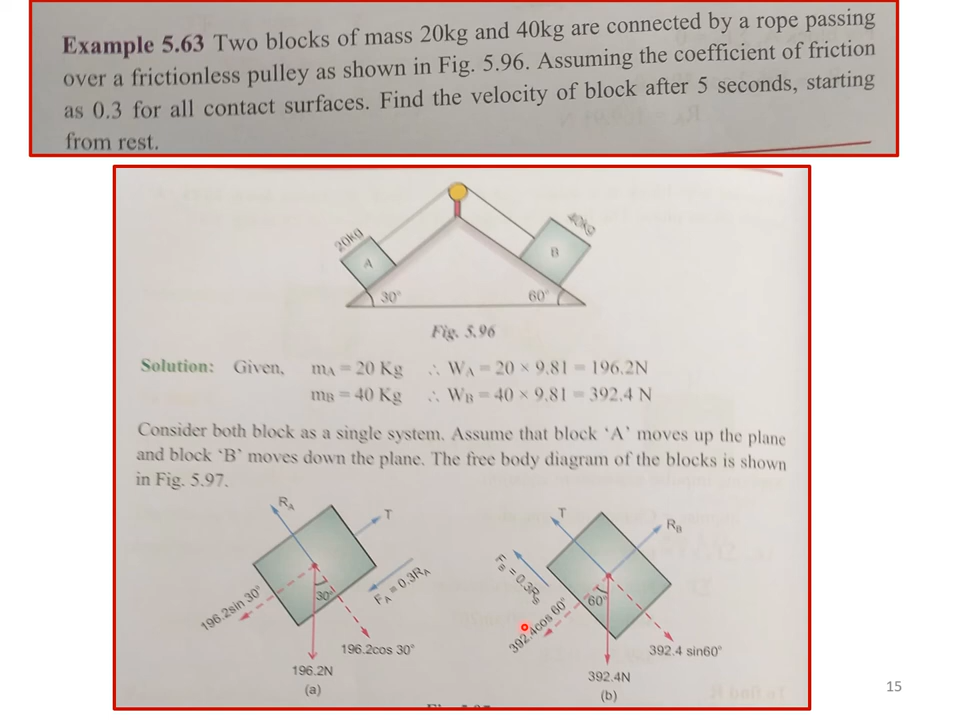 Example 5.63 Two blocks of mass 20kg and 40kg are connected by a rope passing
over a frictionless pulley as shown in Fig. 5.96. Assuming the coefficient of friction
as 0.3 for all contact surfaces. Find the velocity of block after 5 seconds, starting
from rest.
20kg
40kg
A
B
30°
60°
Fig. 5.96
Solution: Given, mA = 20 Kg ∴ WA = 20 × 9.81 = 196.2N
mB = 40 Kg ∴ WB = 40 × 9.81 = 392.4 N
Consider both block as a single system. Assume that block 'A' moves up the plane
and block 'B' moves down the plane. The free body diagram of the blocks is shown
in Fig. 5.97.
RA
T
FA = 0.3RA
30°
196.2sin 30°
196.2cos 30°
196.2N
(a)
T
RB
FB = 0.3RB
60°
392.4cos 60°
392.4 sin60°
392.4N
(b)
15